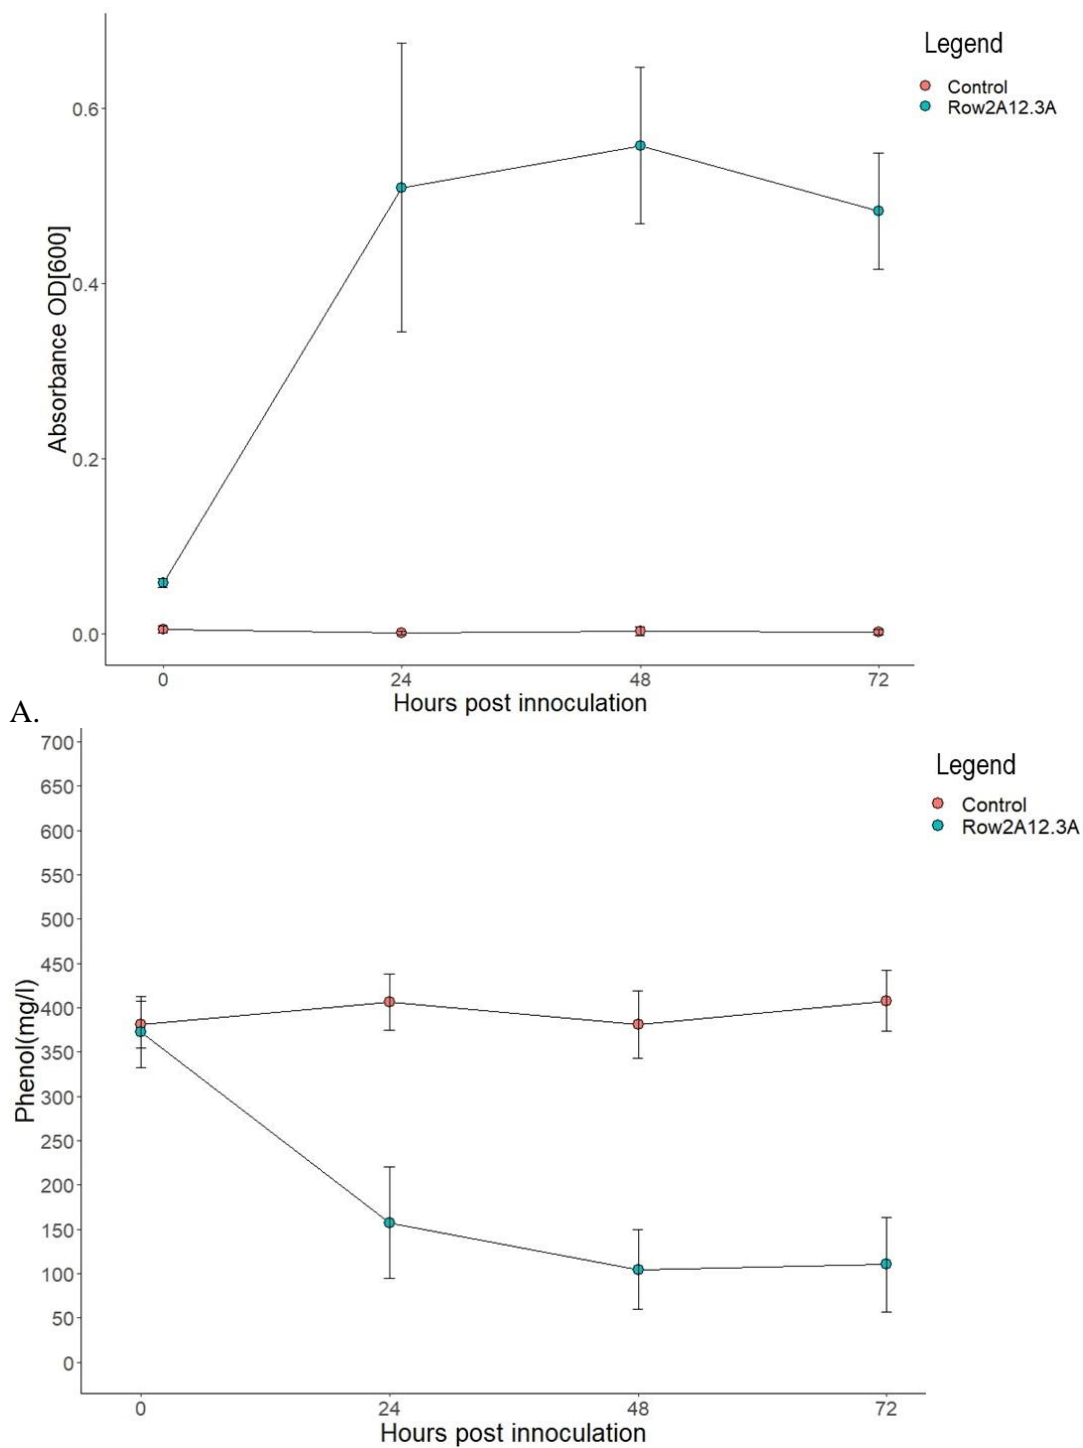 Legend
Control
Row2A12.3A
0.6
0.4
0.2
0.0
Absorbance OD[600]
0 24 48 72
Hours post innoculation
A.
Legend
Control
Row2A12.3A
700
650
600
550
500
450
400
350
300
250
200
150
100
50
0
Phenol(mg/l)
0 24 48 72
Hours post innoculation